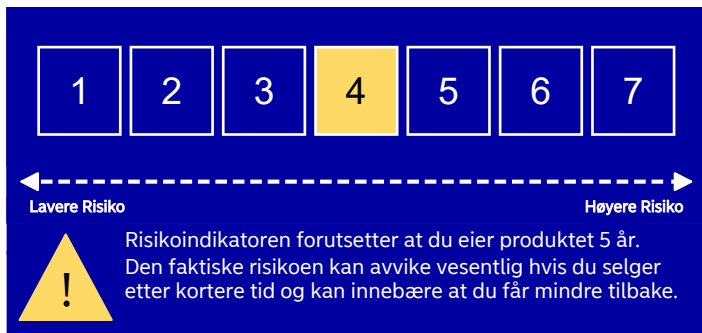 1 2 3 4 5 6 7
Lavere Risiko Høyere Risiko
!
Risikoindikatoren forutsetter at du eier produktet 5 år.
Den faktiske risikoen kan avvike vesentlig hvis du selger
etter kortere tid og kan innebære at du får mindre tilbake.